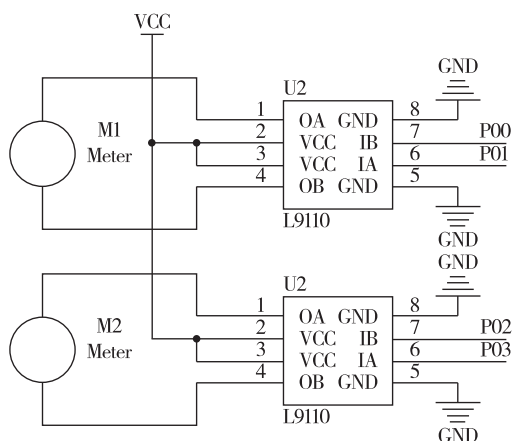 VCC
GND
U2
1 OA GND 8
M1 2 VCC IB 7 P00
Meter 3 VCC IA 6 P01
4 OB GND 5
L9110
GND
GND
U2
1 OA GND 8
M2 2 VCC IB 7 P02
Meter 3 VCC IA 6 P03
4 OB GND 5
L9110
GND